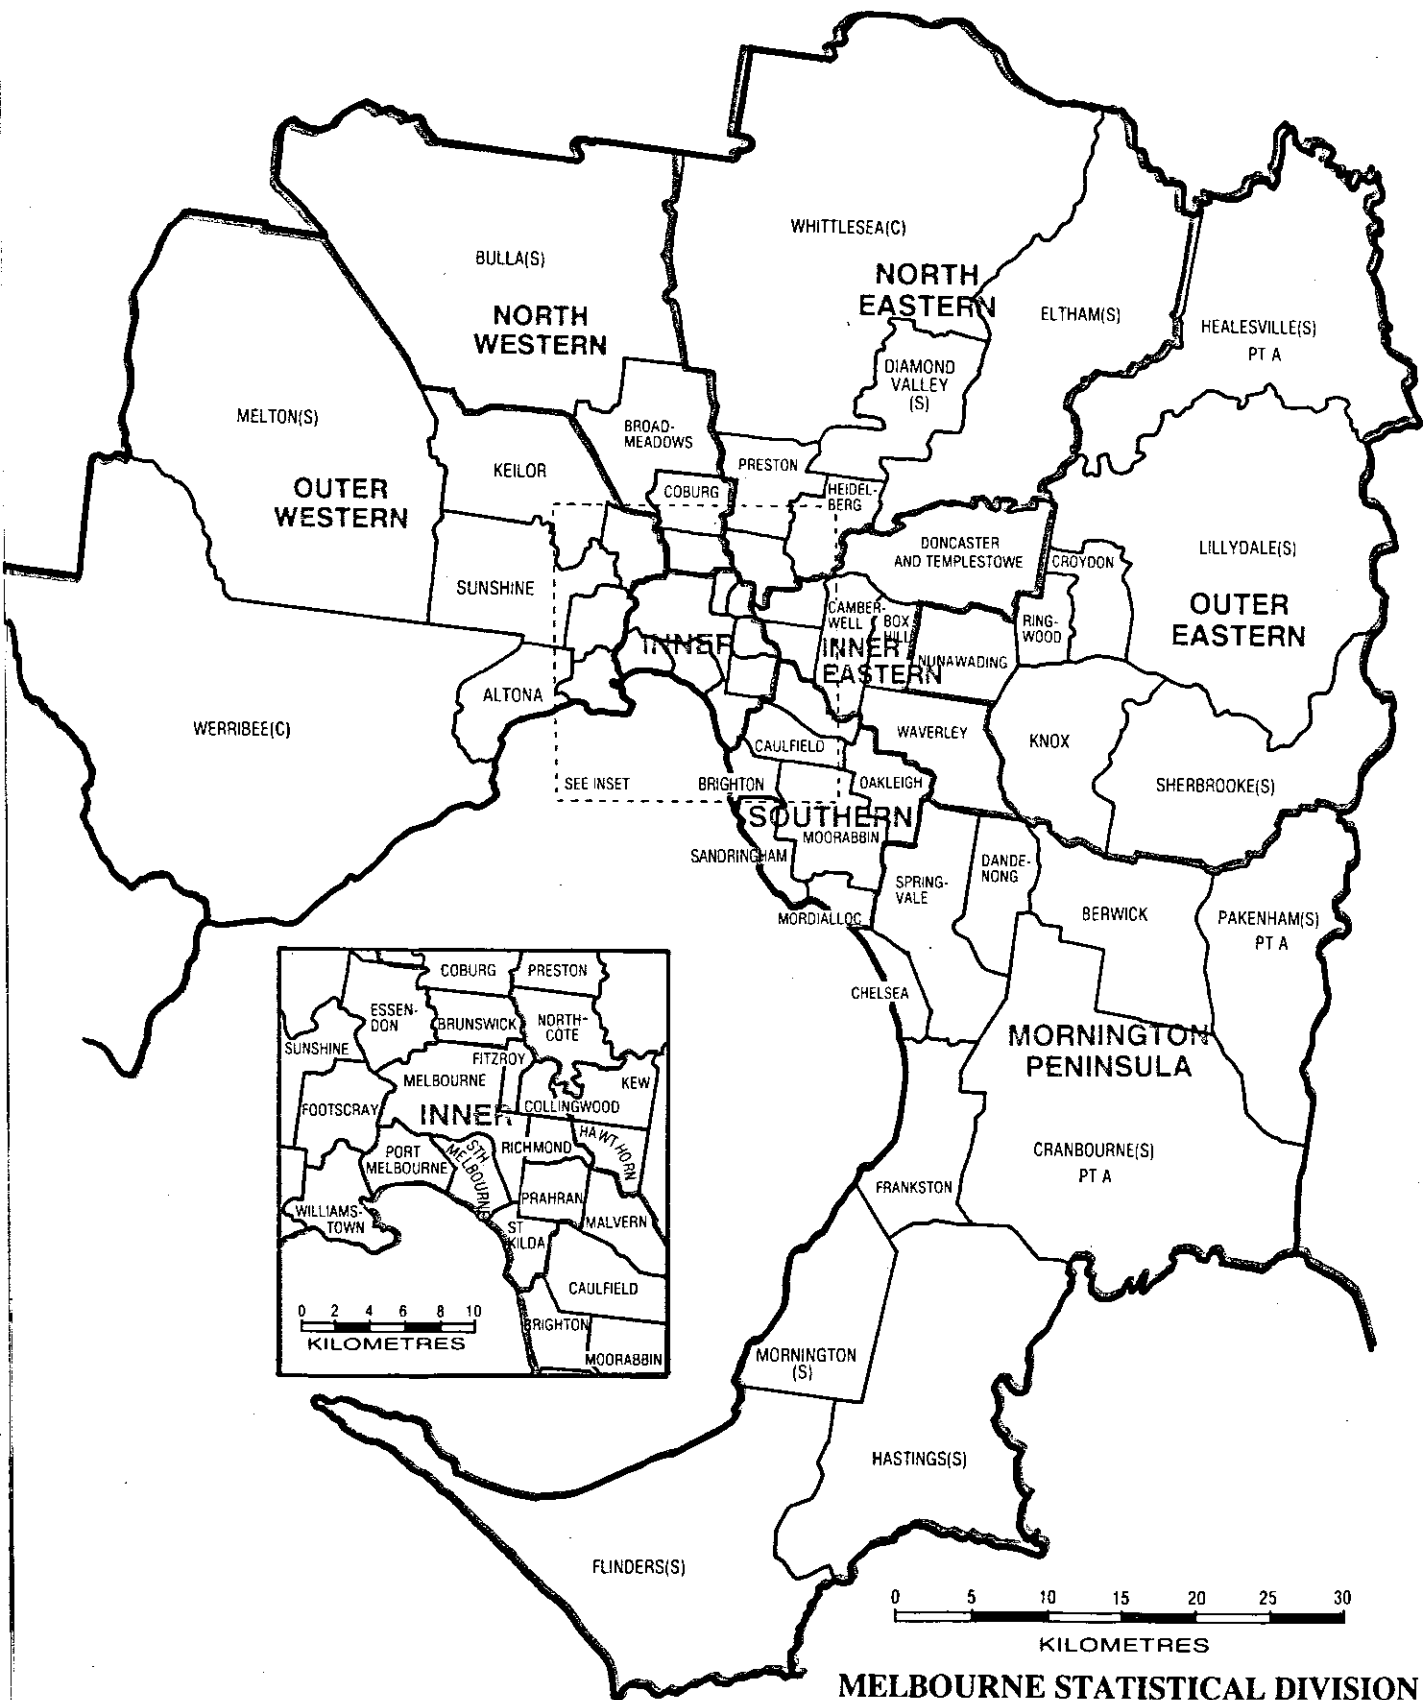 WHITTLESEA(C)
BULLA(S)
NORTH
EASTERN
ELTHAM(S)
NORTH
WESTERN
HEALESVILLE(S)
PT A
DIAMOND
VALLEY
(S)
MELTON(S)
BROAD-
MEADOWS
KEILOR
PRESTON
OUTER
WESTERN
COBURG
HEIDEL-
BERG
DONCASTER
AND TEMPLESTOWE
CROYDON
LILLYDALE(S)
SUNSHINE
CAMBER-
WELL
BOX
HILL
RING-
WOOD
OUTER
EASTERN
INNER
INNER
EASTERN
NUNAWADING
ALTONA
WERRIBEE(C)
WAVERLEY
KNOX
CAULFIELD
SEE INSET
BRIGHTON
OAKLEIGH
SHERBROOKE(S)
SOUTHERN
MOORABBIN
SANDRINGHAM
DANDE-
NONG
SPRING-
VALE
MORDIALLOC
BERWICK
PAKENHAM(S)
PT A
CHELSEA
MORNINGTON
PENINSULA
CRANBOURNE(S)
PT A
FRANKSTON
MORNINGTON
(S)
HASTINGS(S)
FLINDERS(S)
COBURG
PRESTON
ESSEN-
DON
BRUNSWICK
NORTH-
COTE
SUNSHINE
FITZROY
MELBOURNE
KEW
FOOTSCRAY
INNER
COLLINGWOOD
HAWTHORN
RICHMOND
PORT
MELBOURNE
STH.
MELBOURNE
PRAHRAN
WILLIAMS-
TOWN
ST
KILDA
MALVERN
CAULFIELD
0 2 4 6 8 10
KILOMETRES
BRIGHTON
MOORABBIN
0 5 10 15 20 25 30
KILOMETRES
MELBOURNE STATISTICAL DIVISION